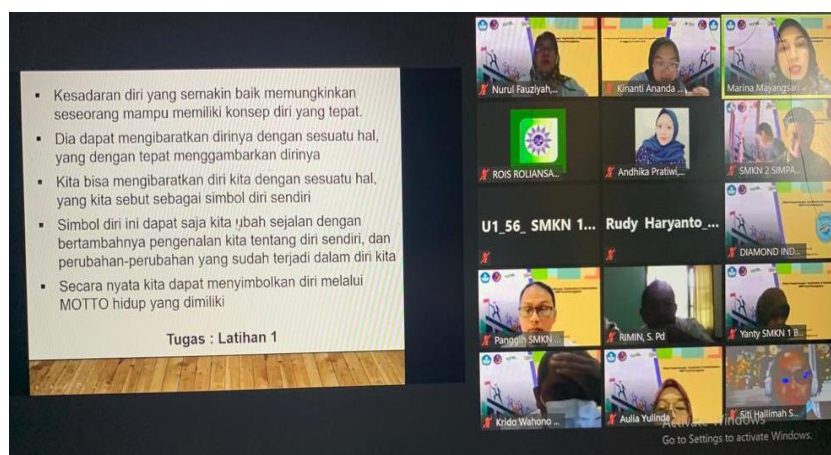 ▪ Kesadaran diri yang semakin baik memungkinkan
seseorang mampu memiliki konsep diri yang tepat.
▪ Dia dapat mengibaratkan dirinya dengan sesuatu hal,
yang dengan tepat menggambarkan dirinya
▪ Kita bisa mengibaratkan diri kita dengan sesuatu hal,
yang kita sebut sebagai simbol diri sendiri
▪ Simbol diri ini dapat saja kita ubah sejalan dengan
bertambahnya pengenalan kita tentang diri sendiri, dan
perubahan-perubahan yang sudah terjadi dalam diri kita
▪ Secara nyata kita dapat menyimbolkan diri melalui
MOTTO hidup yang dimiliki
Tugas : Latihan 1
Nurul Fauziyah,...
Kinanti Ananda ...
Marina Mayangsari
ROIS ROLIANSA...
Andhika Pratiwi,...
SMKN 2 SIMPA...
U1_56_ SMKN 1...
Rudy Haryanto_...
DIAMOND IND...
Panggih SMKN ...
RIMIN, S. Pd
Yanty SMKN 1 B...
Krido Wahono ...
Aulia Yulinda
Siti Hallimah S...
Activate Windows
Go to Settings to activate Windows.